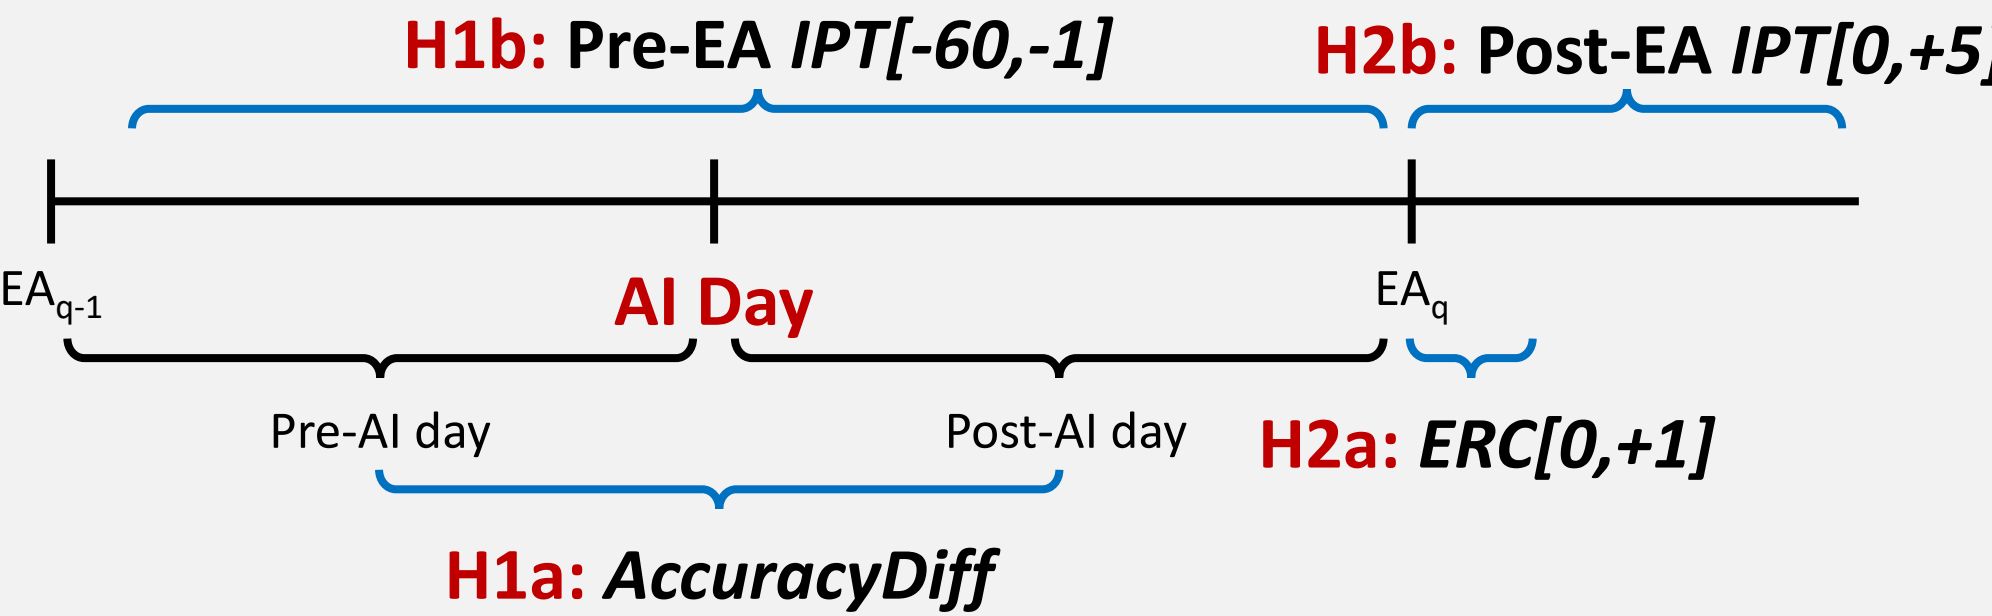 H1b: Pre-EA IPT[-60,-1] H2b: Post-EA IPT[0,+5]
EAq-1 AI Day EAq
Pre-AI day Post-AI day H2a: ERC[0,+1]
H1a: AccuracyDiff